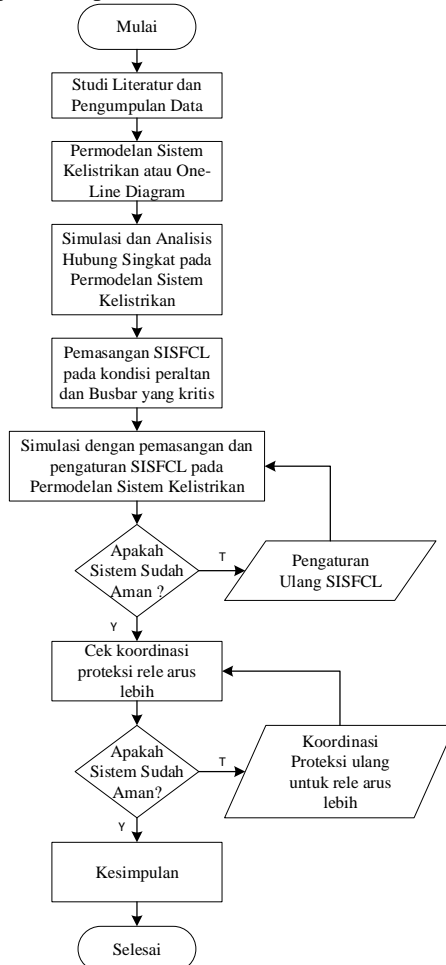 Mulai
Studi Literatur dan
Pengumpulan Data
Permodelan Sistem
Kelistrikan atau One-
Line Diagram
Simulasi dan Analisis
Hubung Singkat pada
Permodelan Sistem
Kelistrikan
Pemasangan SISFCL
pada kondisi peraltan
dan Busbar yang kritis
Simulasi dengan pemasangan dan
pengaturan SISFCL pada
Permodelan Sistem Kelistrikan
Apakah
Sistem Sudah
Aman ?
T
Pengaturan
Ulang SISFCL
Y
Cek koordinasi
proteksi rele arus
lebih
Apakah
Sistem Sudah
Aman?
T
Koordinasi
Proteksi ulang
untuk rele arus
lebih
Y
Kesimpulan
Selesai